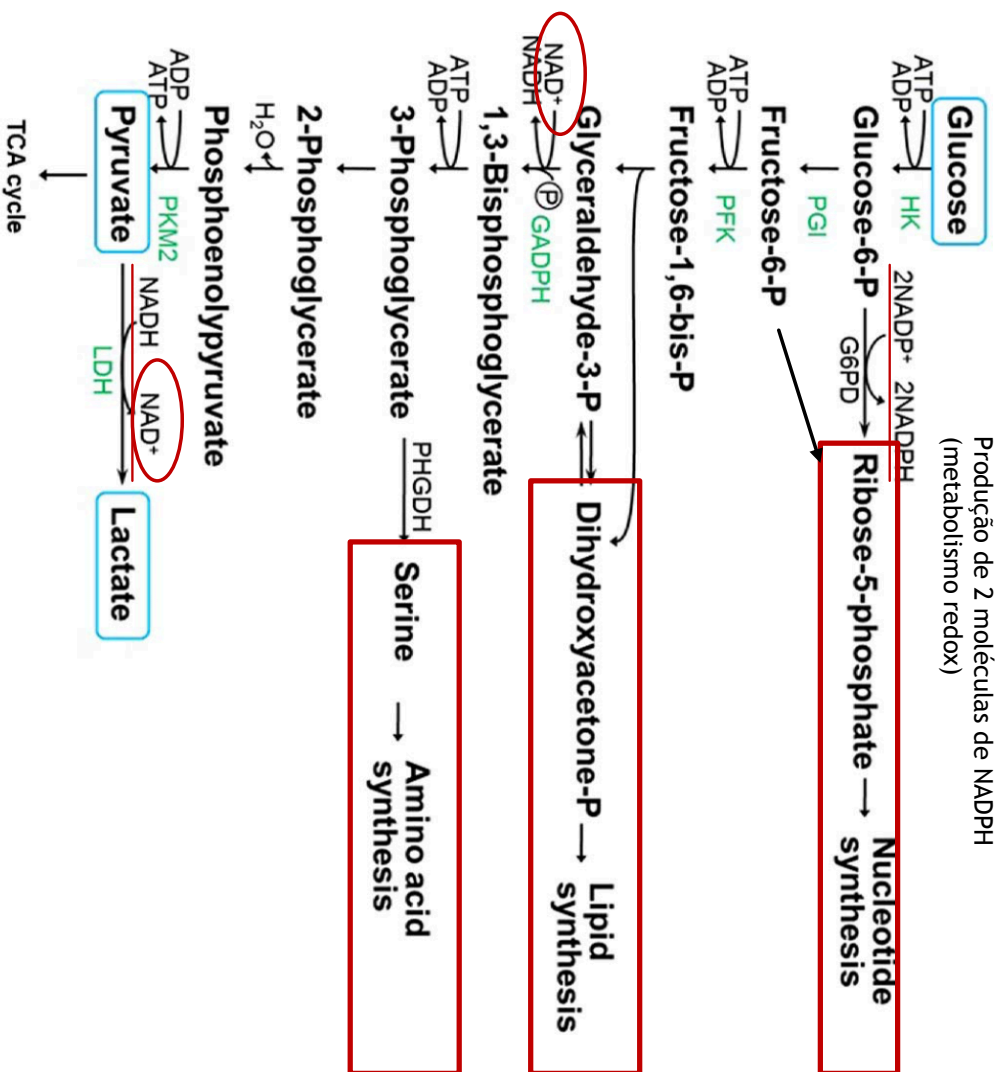 Produção de 2 moléculas de NADPH
(metabolismo redox)
Glucose
ATP
ADP
HK
2NADP⁺ 2NADPH
Glucose-6-P
G6PD
Ribose-5-phosphate → Nucleotide
synthesis
PGI
Fructose-6-P
ATP
ADP
PFK
Fructose-1,6-bis-P
Glyceraldehyde-3-P
Dihydroxyacetone-P → Lipid
synthesis
NAD⁺
NADH
P
GADPH
1,3-Bisphosphoglycerate
ATP
ADP
3-Phosphoglycerate
PHGDH
Serine → Amino acid
synthesis
2-Phosphoglycerate
H₂O
Phosphoenolypyruvate
ADP
ATP
PKM2
NADH NAD⁺
Pyruvate
LDH
Lactate
TCA cycle